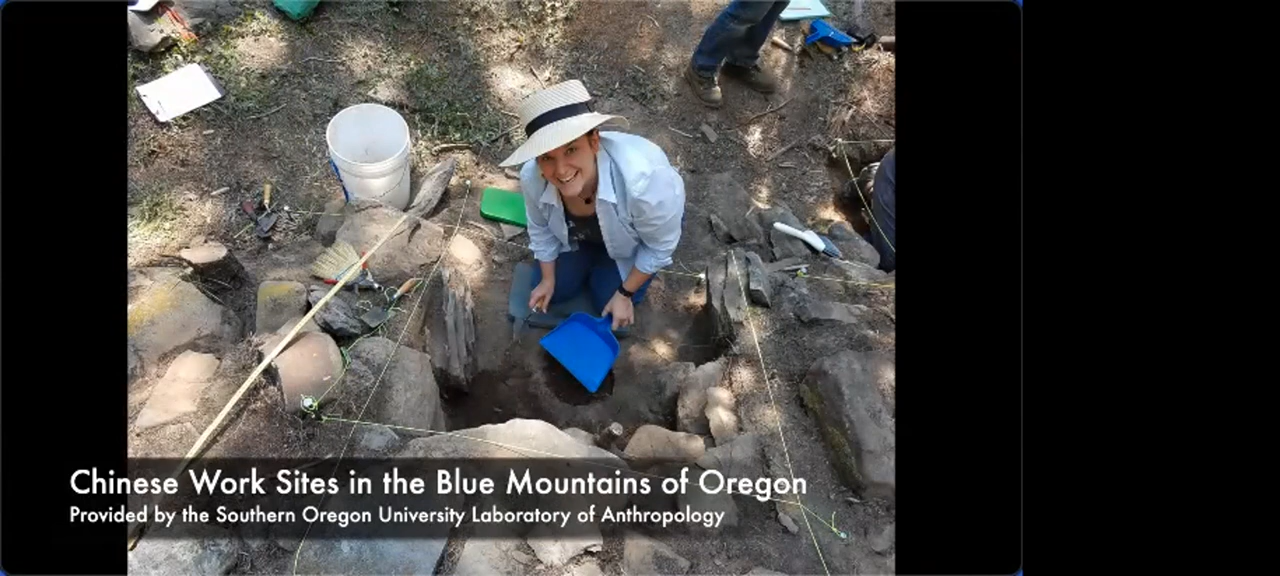 Chinese Work Sites in the Blue Mountains of Oregon
Provided by the Southern Oregon University Laboratory of Anthropology